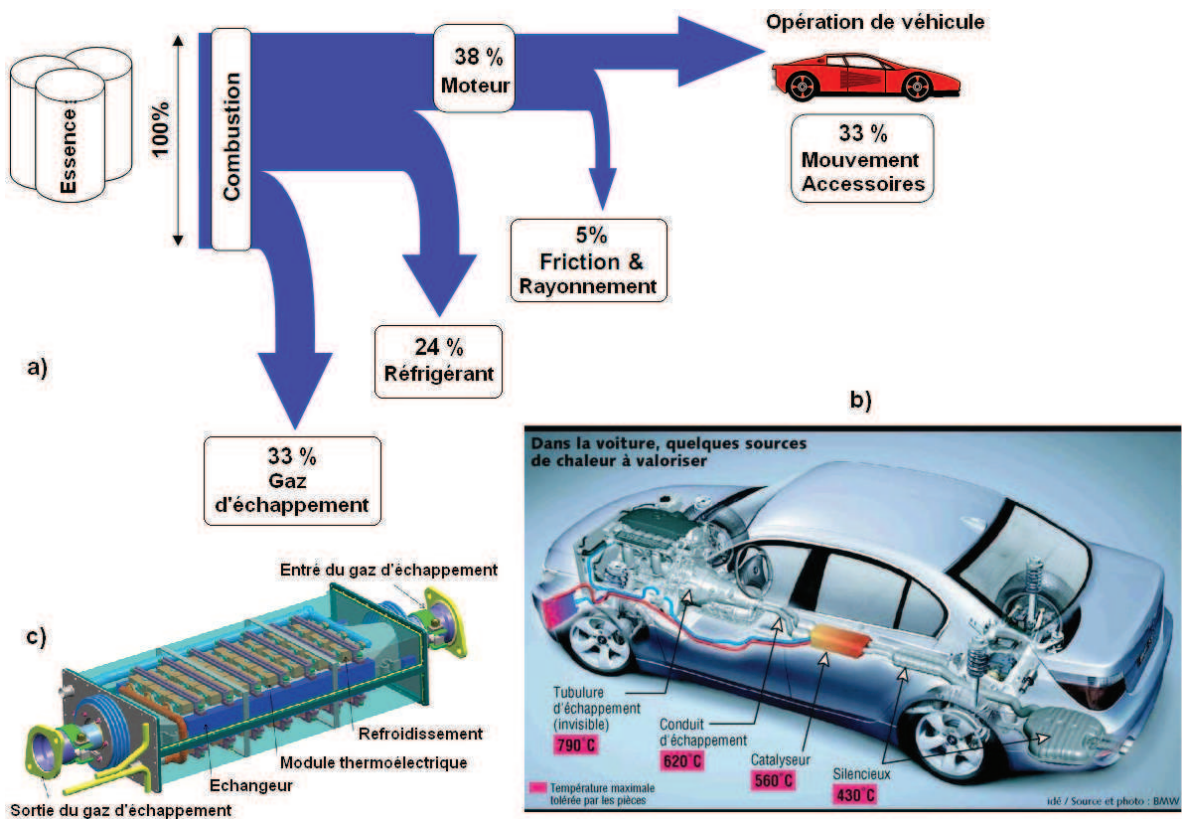 Opération de véhicule
38 %
Moteur
Essence
100%
Combustion
33 %
Mouvement
Accessoires
5%
Friction &
Rayonnement
24 %
Réfrigérant
33 %
Gaz
d'échappement
a)
b)
Dans la voiture, quelques sources
de chaleur à valoriser
Tubulure
d'échappement
(invisible)
790°C
Conduit
d'échappement
620°C
Catalyseur
560°C
Silencieux
430°C
Température maximale
tolérée par les pièces
idé / Source et photo : BMW
c)
Entré du gaz d'échappement
Refroidissement
Module thermoélectrique
Echangeur
Sortie du gaz d'échappement